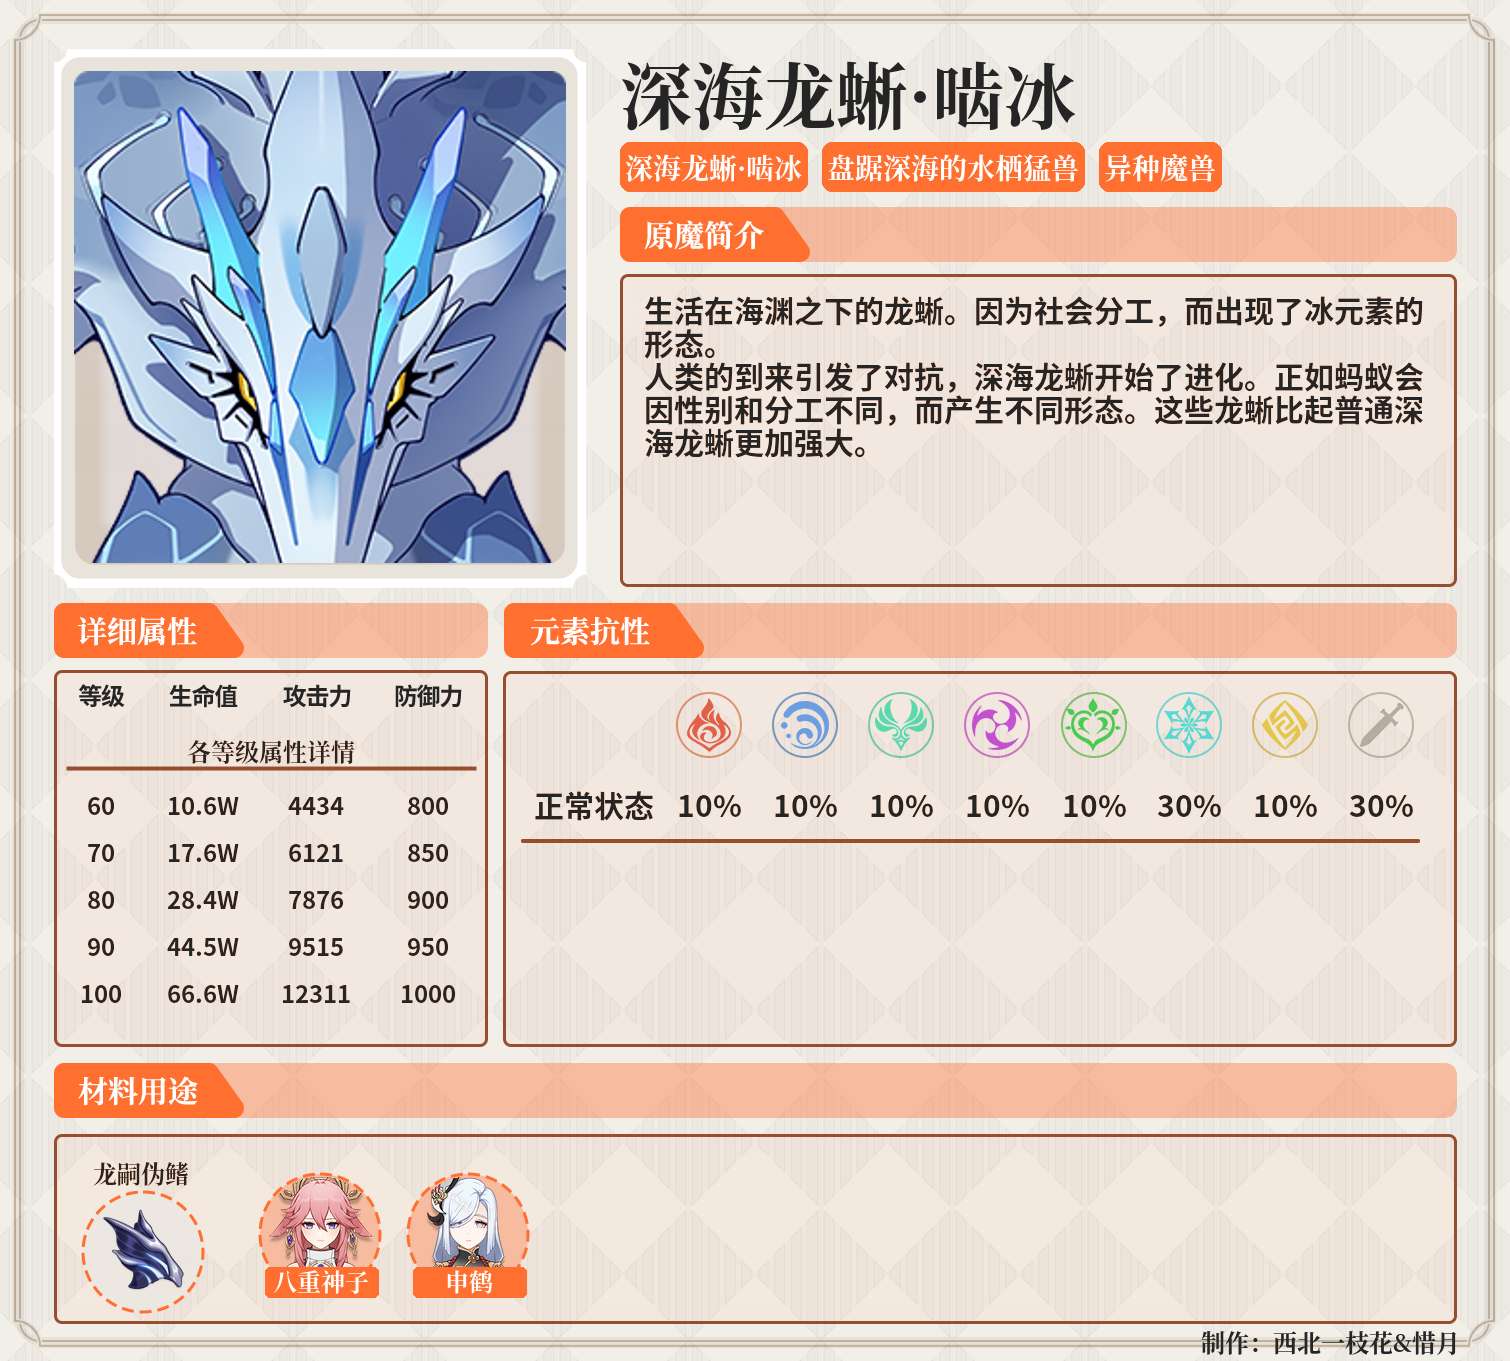 深海龙蜥·啮冰
深海龙蜥·啮冰 盘踞深海的水栖猛兽 异种魔兽
原魔简介
生活在海渊之下的龙蜥。因为社会分工，而出现了冰元素的
形态。
人类的到来引发了对抗，深海龙蜥开始了进化。正如蚂蚁会
因性别和分工不同，而产生不同形态。这些龙蜥比起普通深
海龙蜥更加强大。
详细属性
等级 生命值 攻击力 防御力
各等级属性详情
60 10.6W 4434 800
70 17.6W 6121 850
80 28.4W 7876 900
90 44.5W 9515 950
100 66.6W 12311 1000
元素抗性
正常状态 10% 10% 10% 10% 10% 30% 10% 30%
材料用途
龙嗣伪鳍
八重神子 申鹤
制作：西北一枝花&惜月